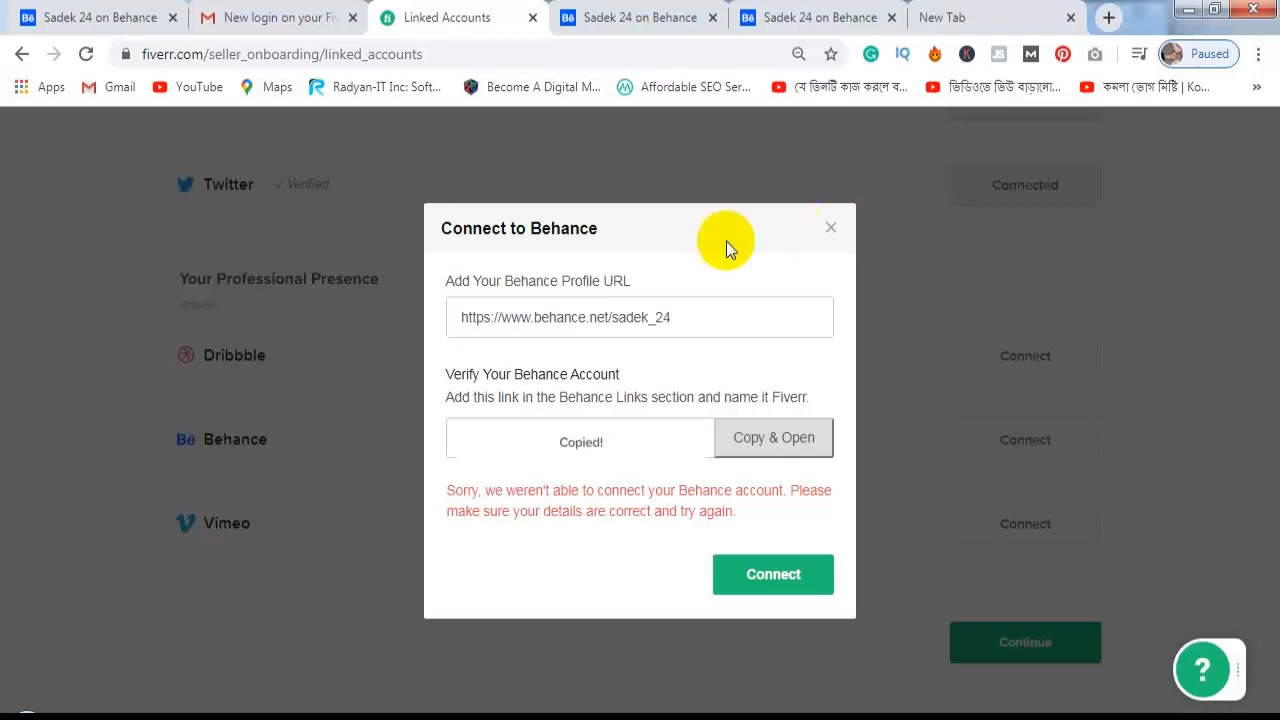 Sadek 24 on Behance
New login on your Fiv
Linked Accounts
Sadek 24 on Behance
Sadek 24 on Behance
New Tab
fiverr.com/seller_onboarding/linked_accounts
Paused
Apps
Gmail
YouTube
Maps
Radyan-IT Inc: Soft...
Become A Digital M...
Affordable SEO Ser...
যে তিনটি কাজ করলে ব...
ভিডিওতে ভিউ বাড়ানো...
কমলা ভোগ মিষ্টি | Ko...
Twitter
Verified
Connected
Connect to Behance
Your Professional Presence
Add Your Behance Profile URL
https://www.behance.net/sadek_24
Dribbble
Connect
Verify Your Behance Account
Add this link in the Behance Links section and name it Fiverr.
Behance
Copied!
Copy & Open
Connect
Sorry, we weren't able to connect your Behance account. Please
make sure your details are correct and try again.
Vimeo
Connect
Connect
Continue
?